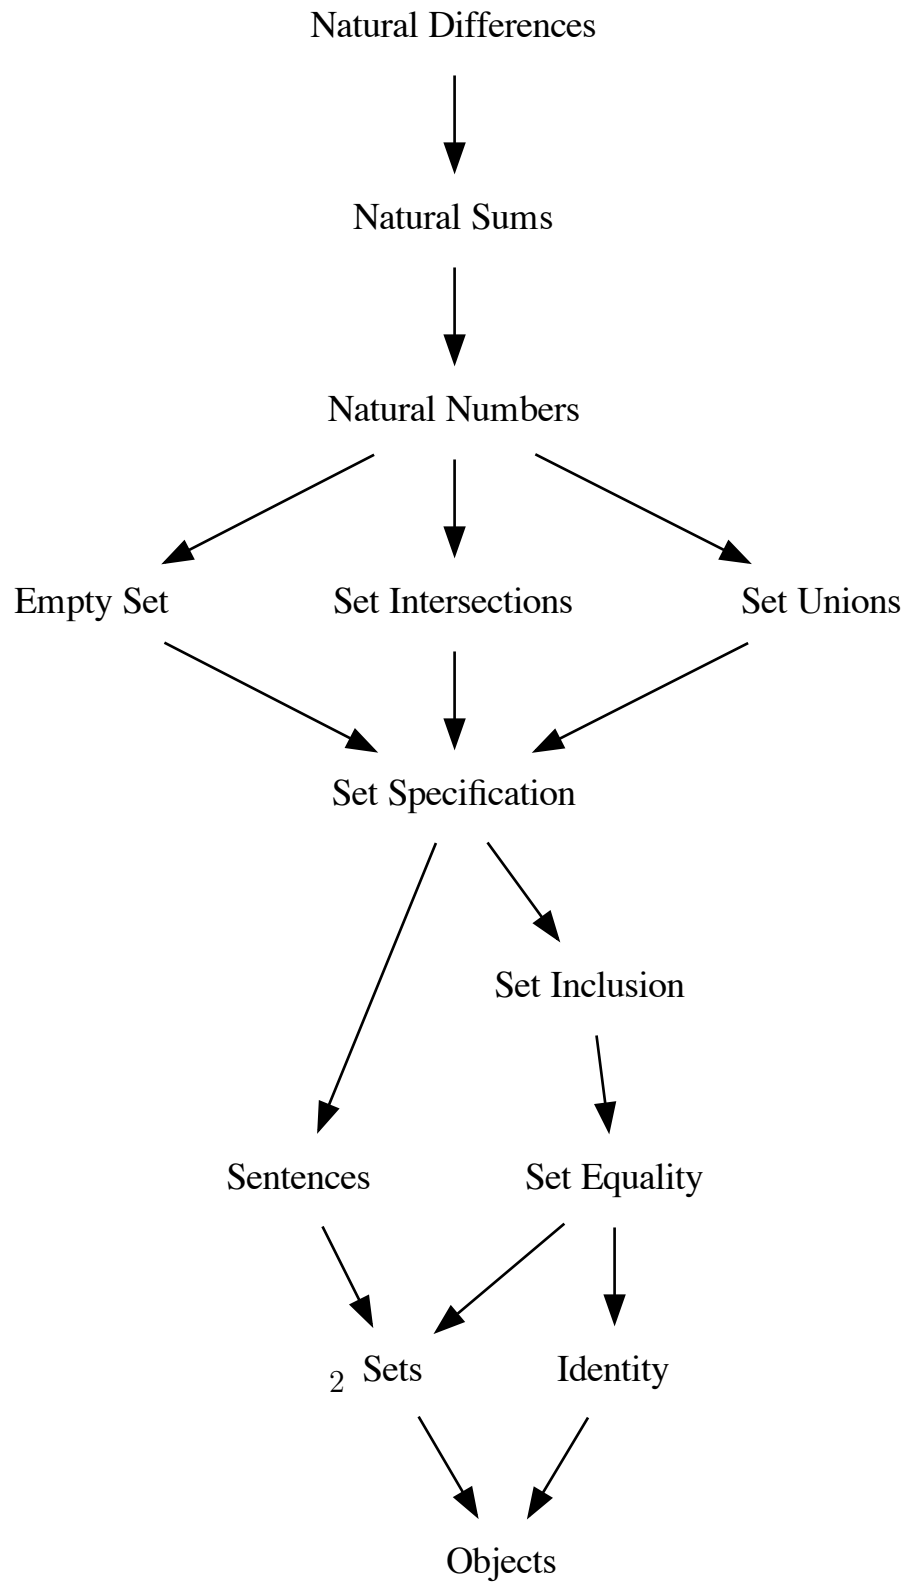 Natural Differences
Natural Sums
Natural Numbers
Empty Set
Set Intersections
Set Unions
Set Specification
Set Inclusion
Sentences
Set Equality
2
Sets
Identity
Objects